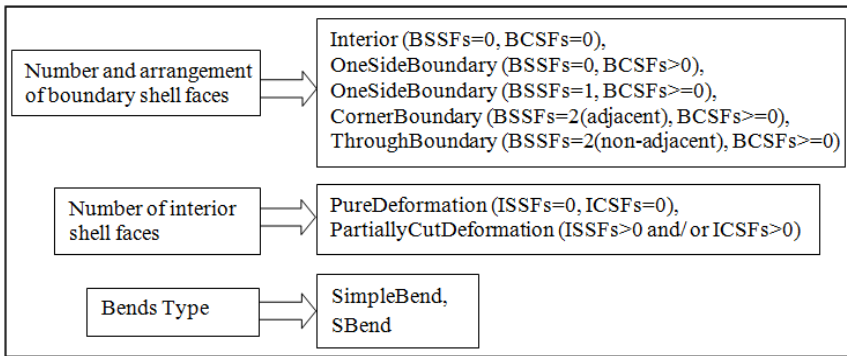 Number and arrangement
of boundary shell faces
Interior (BSSFs=0, BCSFs=0),
OneSideBoundary (BSSFs=0, BCSFs>0),
OneSideBoundary (BSSFs=1, BCSFs>=0),
CornerBoundary (BSSFs=2(adjacent), BCSFs>=0),
ThroughBoundary (BSSFs=2(non-adjacent), BCSFs>=0)
Number of interior
shell faces
PureDeformation (ISSFs=0, ICSFs=0),
PartiallyCutDeformation (ISSFs>0 and/ or ICSFs>0)
Bends Type
SimpleBend,
SBend